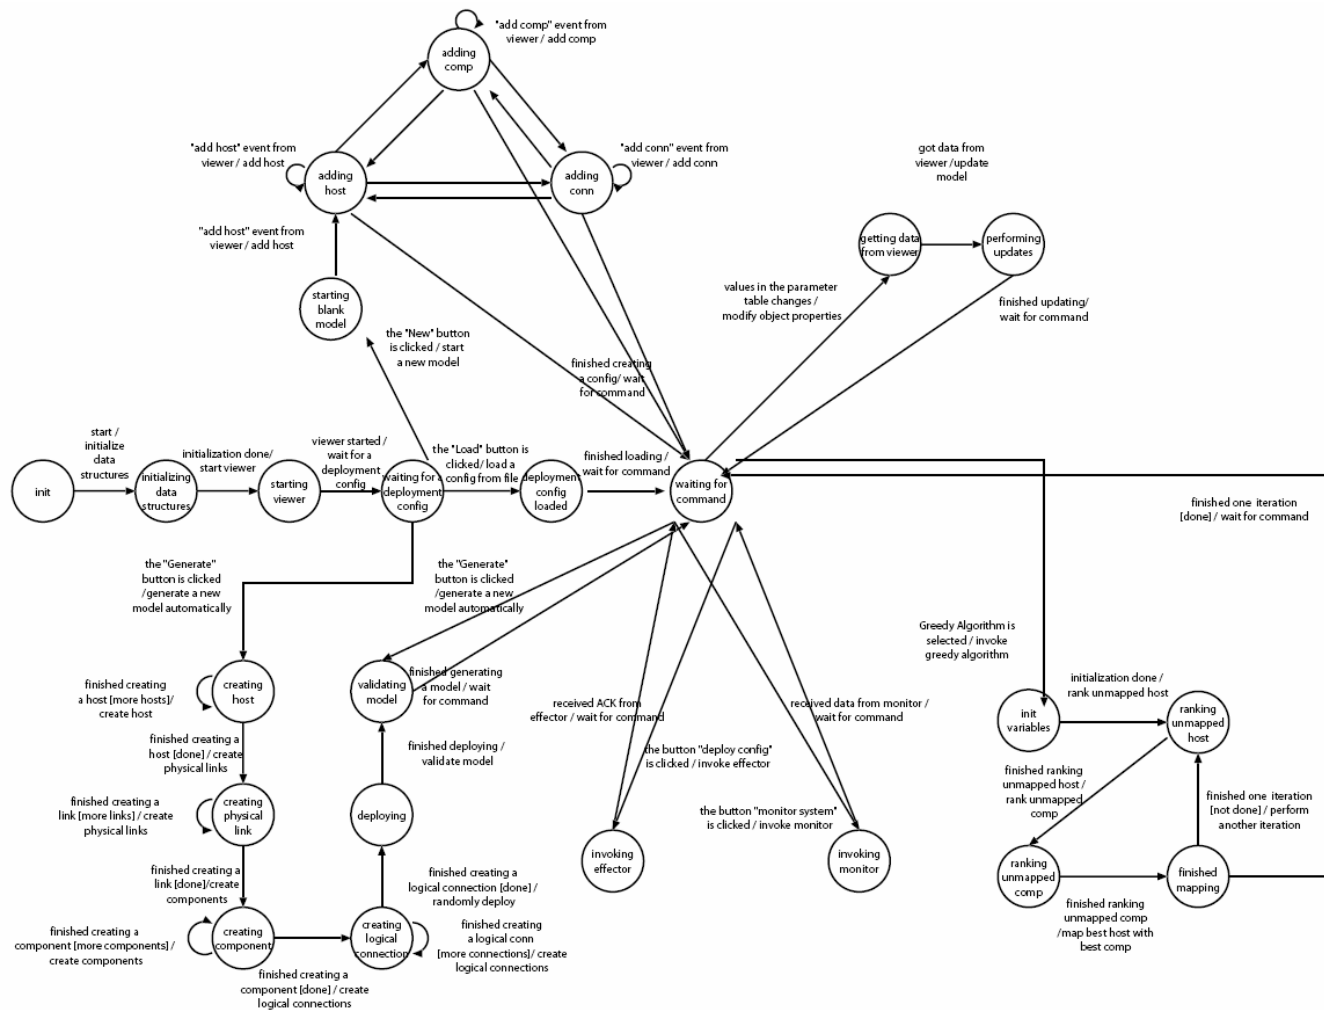 "add comp" event from
viewer / add comp
adding
comp
"add host" event from
viewer / add host
adding
host
"add conn" event from
viewer / add conn
adding
conn
got data from
viewer /update
model
"add host" event from
viewer / add host
getting data
from viewer
performing
updates
starting
blank
model
values in the parameter
table changes /
modify object properties
finished updating/
wait for command
the "New" button
is clicked / start
a new model
finished creating
a config/ wait
for command
start /
initialize
data
structures
initialization done/
start viewer
viewer started /
wait for a
deployment
config
the "Load" button is
clicked/ load a
config from file
finished loading /
wait for command
init
initializing
data
structures
starting
viewer
waiting for
deployment
config
deployment
config
loaded
waiting for
command
finished one iteration
[done] / wait for command
the "Generate"
button is clicked
/generate a new
model automatically
the "Generate"
button is clicked
/generate a new
model automatically
Greedy Algorithm is
selected / invoke
greedy algorithm
finished creating
a host [more hosts]/
create host
creating
host
validating
model
finished generating
a model / wait
for command
received ACK from
effector / wait for command
received data from monitor /
wait for command
initialization done /
rank unmapped host
init
variables
ranking
unmapped
host
finished creating a
host [done] / create
physical links
finished deploying /
validate model
the button "deploy config"
is clicked / invoke effector
finished ranking
unmapped host /
rank unmapped
comp
finished one iteration
[not done] / perform
another iteration
finished creating a
link [more links] / create
physical links
creating
physical
link
deploying
the button "monitor system"
is clicked / invoke monitor
invoking
effector
invoking
monitor
ranking
unmapped
comp
finished
mapping
finished creating a
link [done]/create
components
finished creating a
logical connection [done] /
randomly deploy
finished creating a
component [more components] /
create components
creating
component
creating
logical
connection
finished creating
a logical conn
[more connections]/ create
logical connections
finished ranking
unmapped comp
/map best host with
best comp
finished creating a
component [done] / create
logical connections